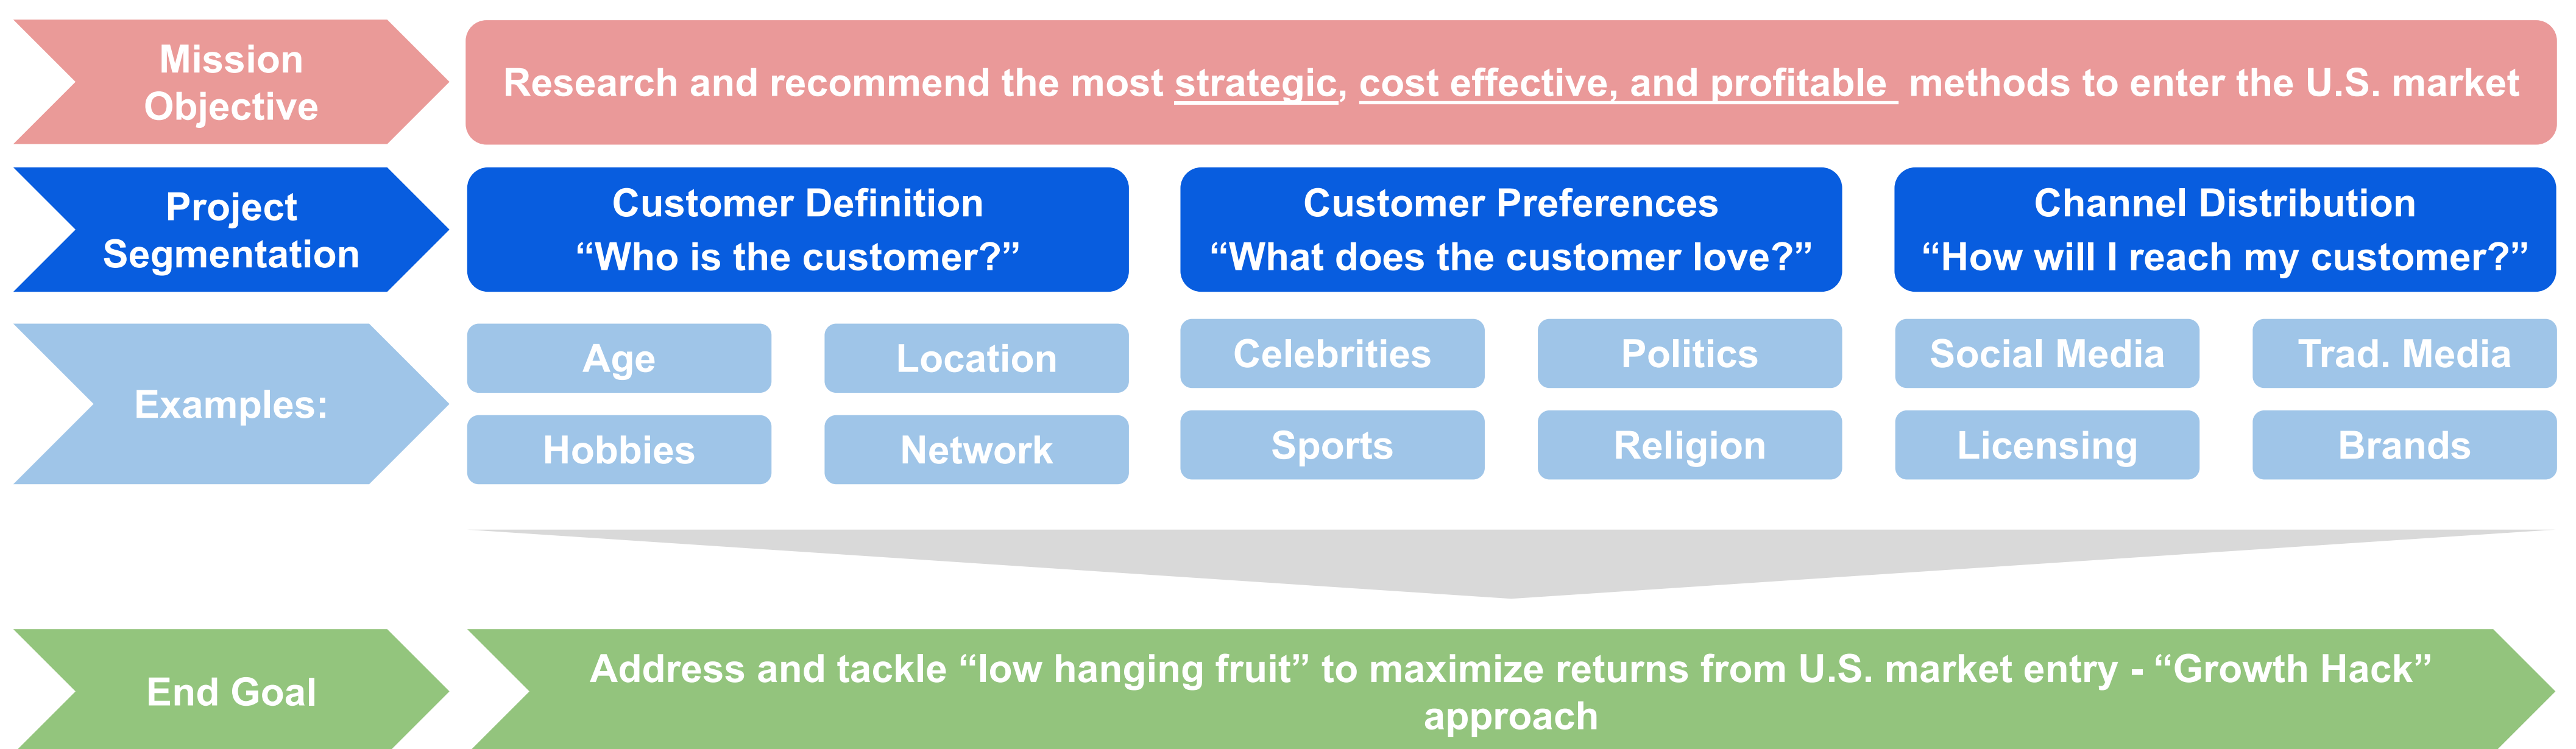 Mission
Objective
Research and recommend the most strategic, cost effective, and profitable methods to enter the U.S. market
Project
Segmentation
Customer Definition
“Who is the customer?”
Customer Preferences
“What does the customer love?”
Channel Distribution
“How will I reach my customer?”
Examples:
Age
Location
Hobbies
Network
Celebrities
Politics
Sports
Religion
Social Media
Trad. Media
Licensing
Brands
End Goal
Address and tackle “low hanging fruit” to maximize returns from U.S. market entry - “Growth Hack”
approach